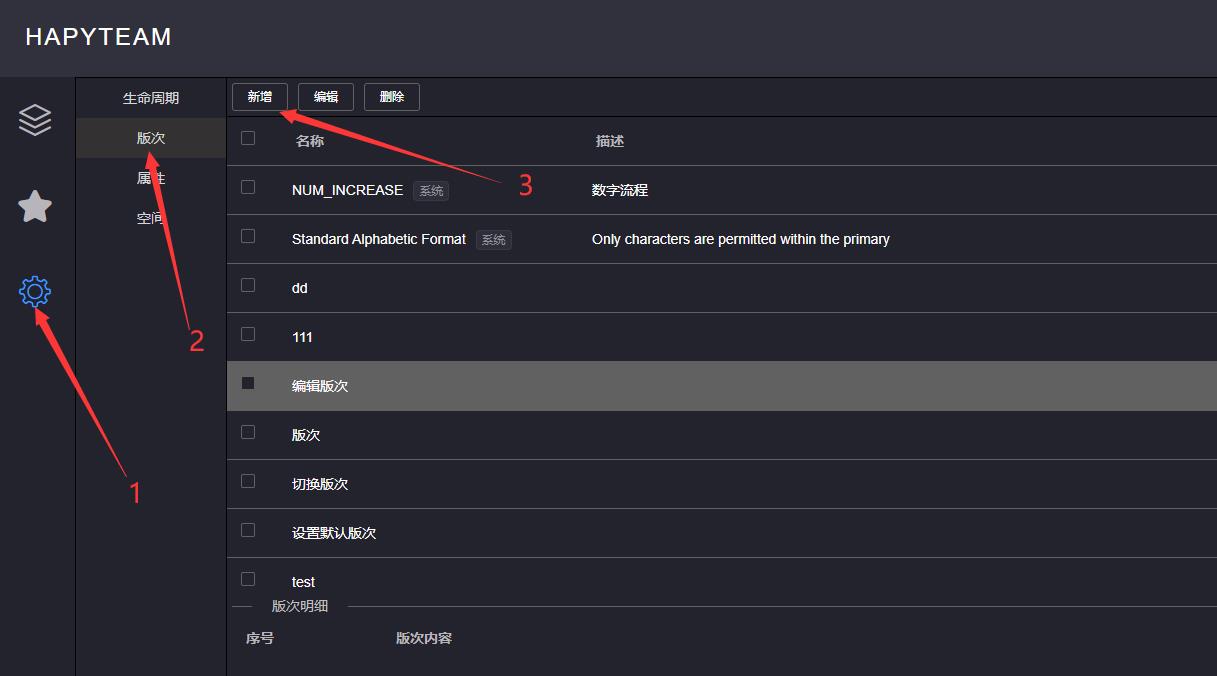 HAPYTEAM
生命周期
版次
属性
空间
新增 编辑 删除
名称 描述
NUM_INCREASE 系统 数字流程
Standard Alphabetic Format 系统 Only characters are permitted within the primary
dd
111
编辑版次
版次
切换版次
设置默认版次
test
版次明细
序号 版次内容
1
2
3